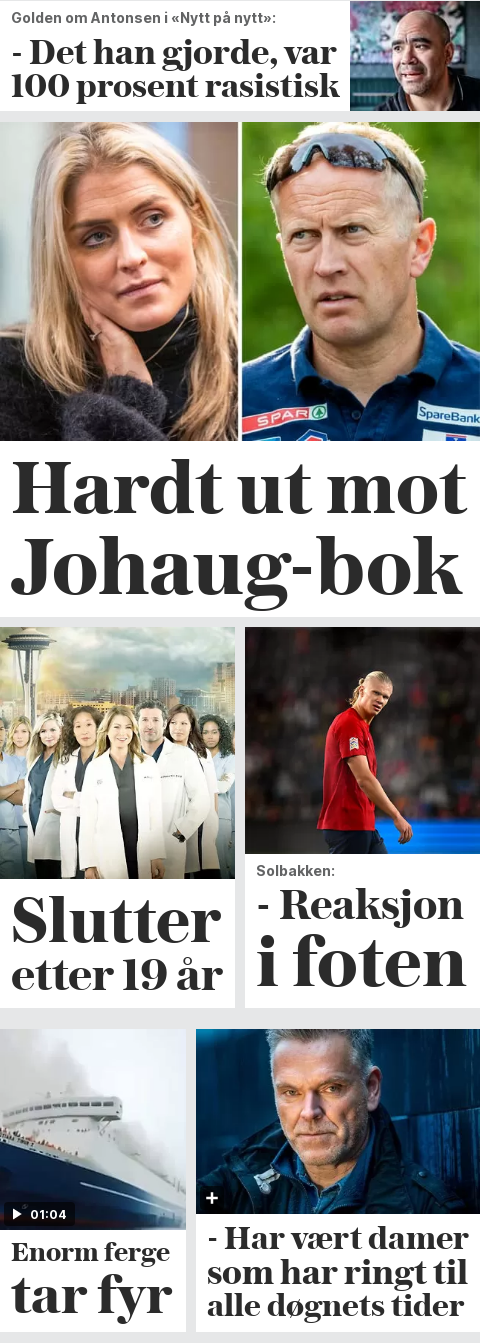 Golden om Antonsen i «Nytt på nytt»:
- Det han gjorde, var
100 prosent rasistisk
SPAR
SpareBank
Hardt ut mot
Johaug-bok
Slutter
etter 19 år
Solbakken:
- Reaksjon
i foten
01:04
Enorm ferge
tar fyr
- Har vært damer
som har ringt til
alle døgnets tider